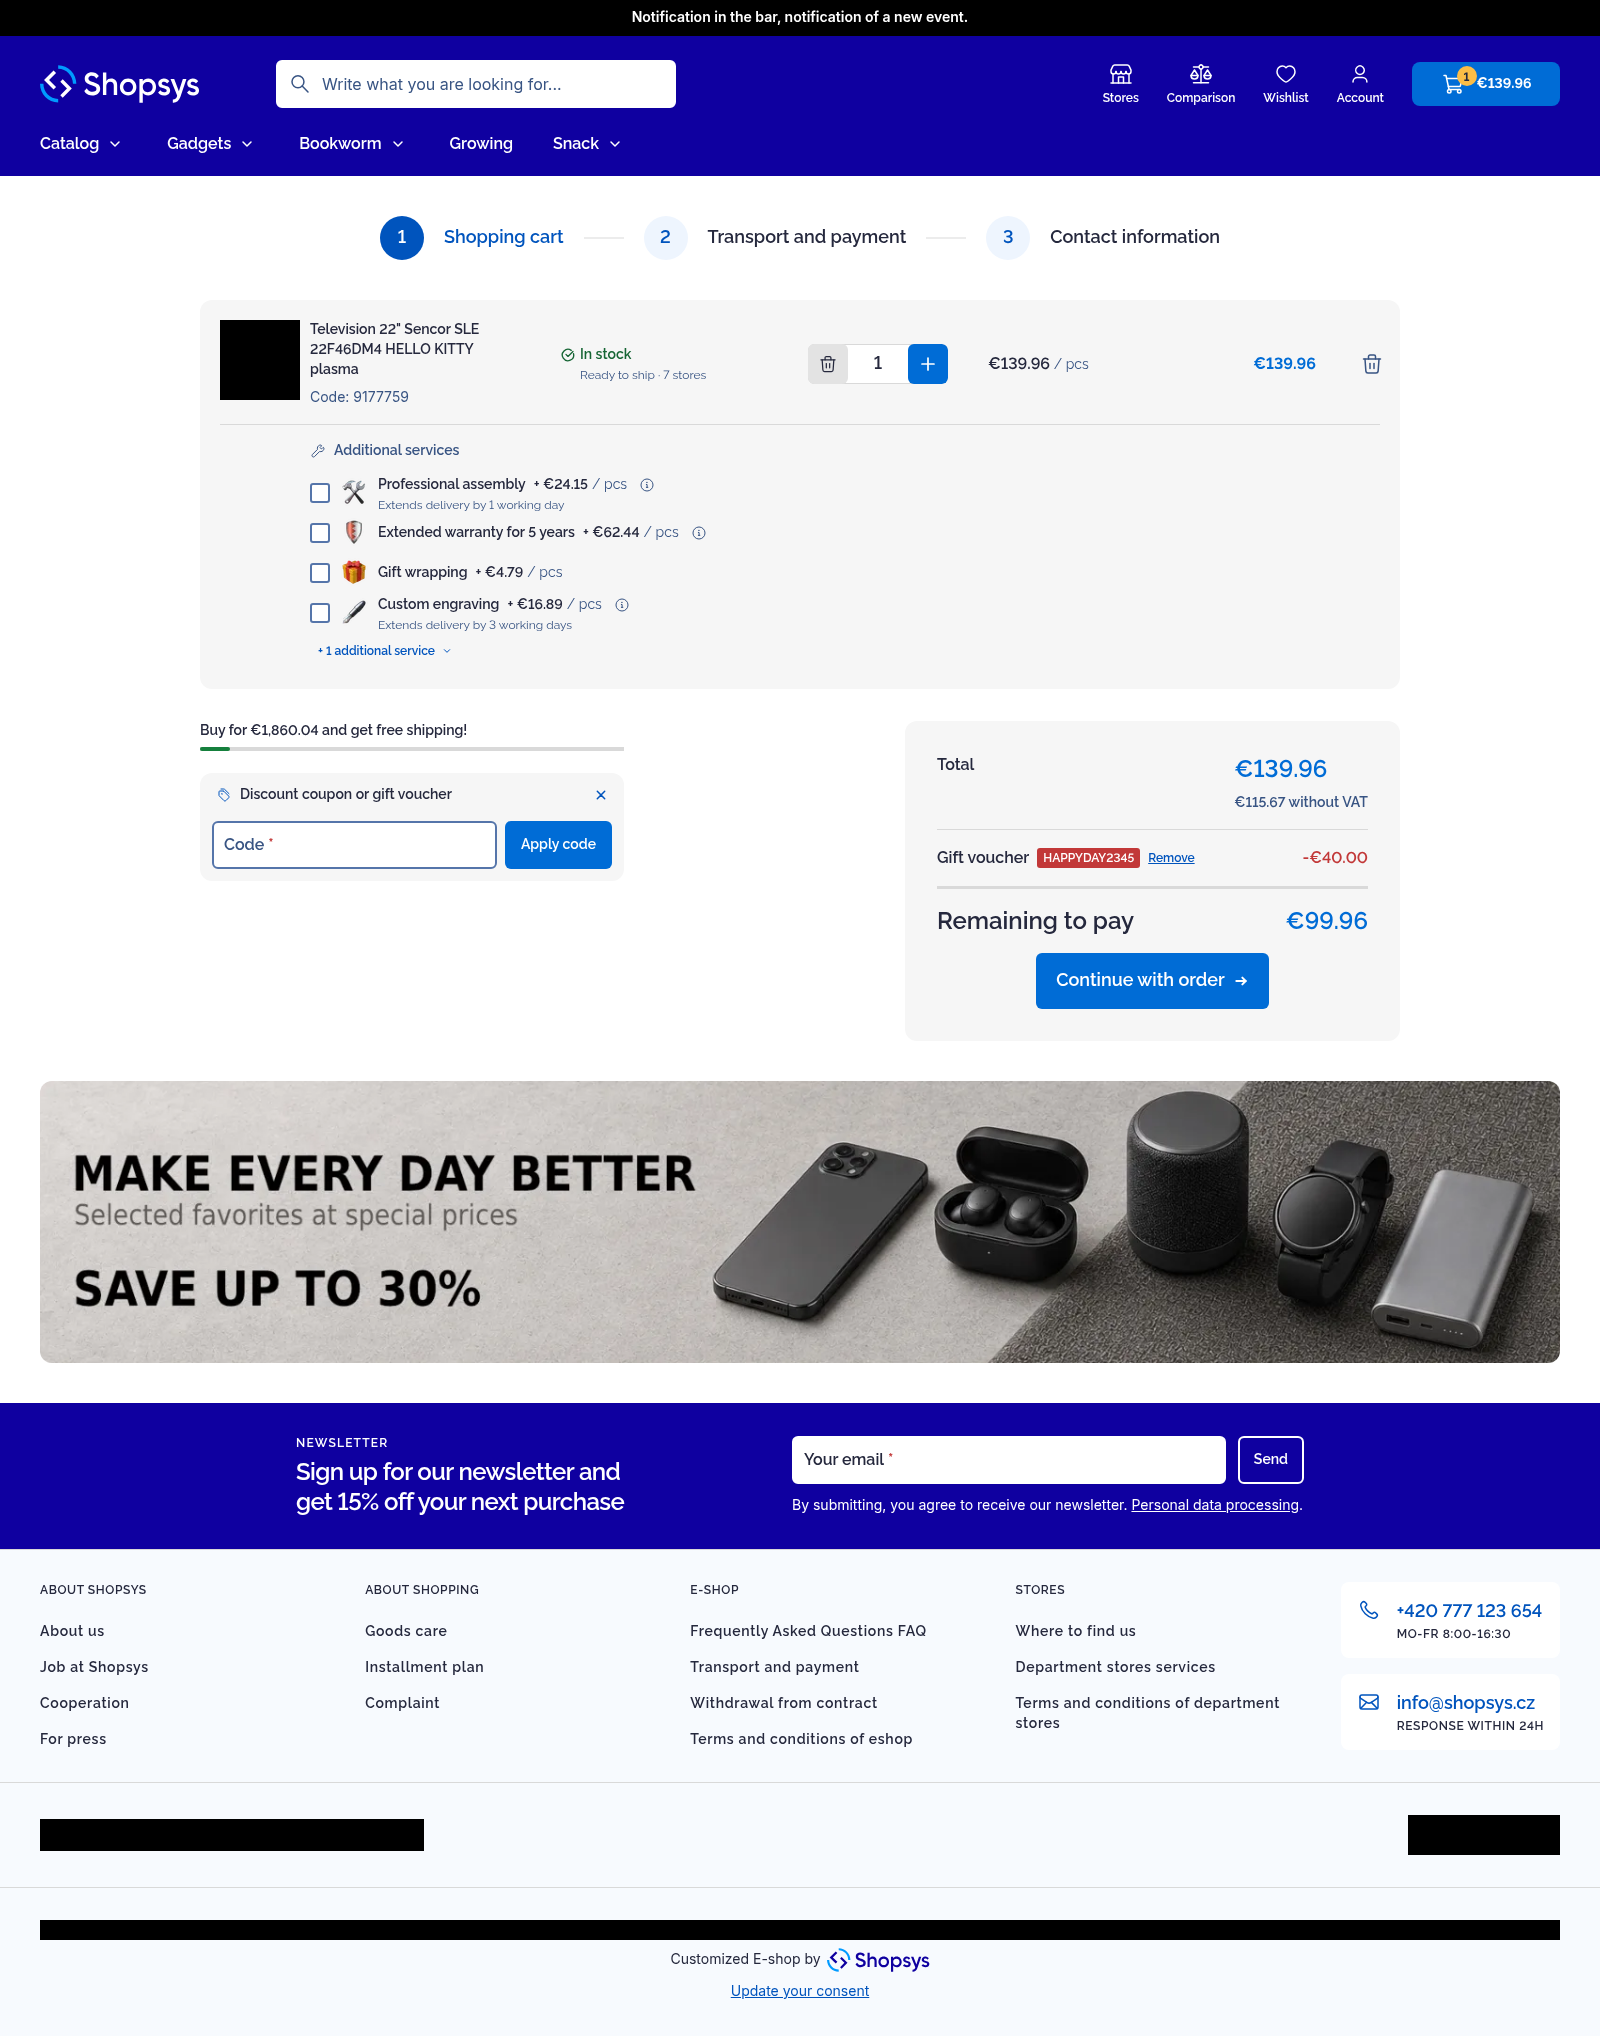 Notification in the bar, notification of a new event.
Shopsys
Write what you are looking for...
Stores
Comparison
Wishlist
Account
1
€139.96
Catalog
Gadgets
Bookworm
Growing
Snack
1 Shopping cart
2 Transport and payment
3 Contact information
Television 22" Sencor SLE
22F46DM4 HELLO KITTY
plasma
Code: 9177759
In stock
Ready to ship · 7 stores
1
€139.96 / pcs
€139.96
Additional services
Professional assembly + €24.15 / pcs
Extends delivery by 1 working day
Extended warranty for 5 years + €62.44 / pcs
Gift wrapping + €4.79 / pcs
Custom engraving + €16.89 / pcs
Extends delivery by 3 working days
+ 1 additional service
Buy for €1,860.04 and get free shipping!
Discount coupon or gift voucher
Code *
Apply code
Total
€139.96
€115.67 without VAT
Gift voucher HAPPYDAY2345 Remove -€40.00
Remaining to pay €99.96
Continue with order
MAKE EVERY DAY BETTER
Selected favorites at special prices
SAVE UP TO 30%
NEWSLETTER
Sign up for our newsletter and
get 15% off your next purchase
Your email *
Send
By submitting, you agree to receive our newsletter. Personal data processing.
ABOUT SHOPSYS
About us
Job at Shopsys
Cooperation
For press
ABOUT SHOPPING
Goods care
Installment plan
Complaint
E-SHOP
Frequently Asked Questions FAQ
Transport and payment
Withdrawal from contract
Terms and conditions of eshop
STORES
Where to find us
Department stores services
Terms and conditions of department
stores
+420 777 123 654
MO-FR 8:00-16:30
info@shopsys.cz
RESPONSE WITHIN 24H
Customized E-shop by Shopsys
Update your consent